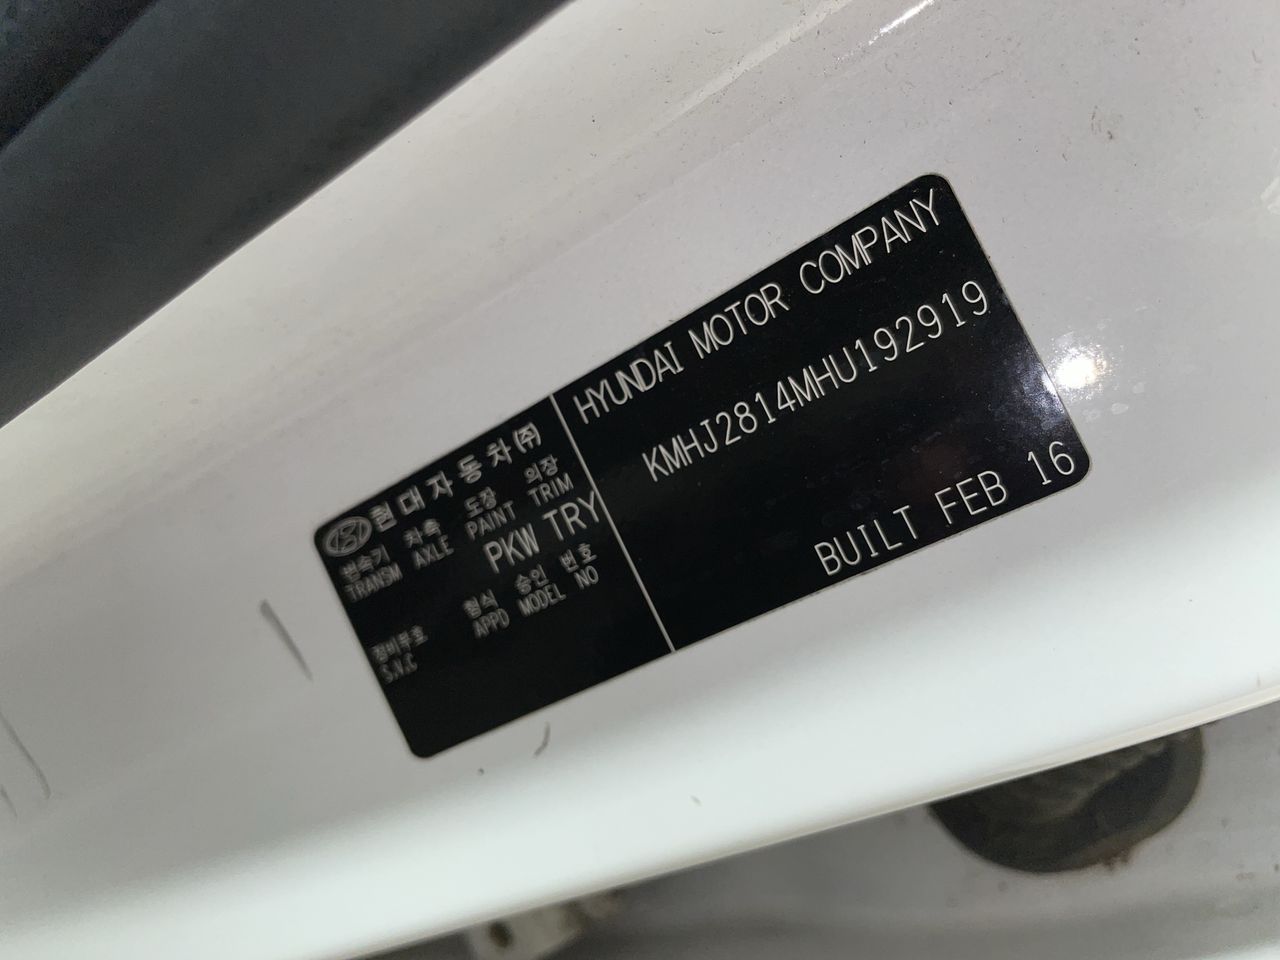 현대자동차(주)
변속기 차축 도장 의장
TRANSM AXLE PAINT TRIM
PKW TRY
정비부호 형식 승인 번호
S.V.C APPD MODEL NO
HYUNDAI MOTOR COMPANY
KMHJ2814MHU192919
BUILT FEB 16